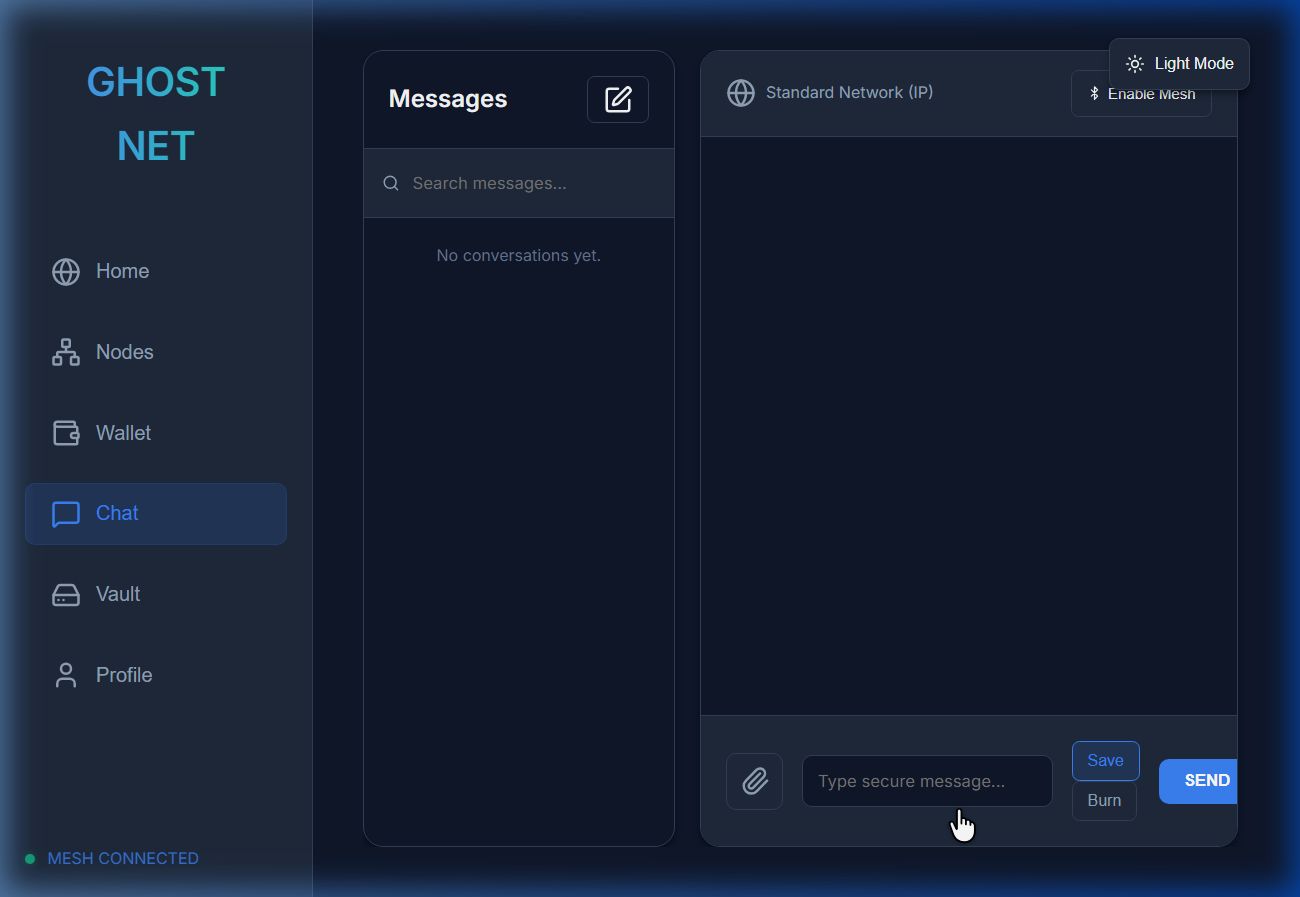 GHOST
NET
Home
Nodes
Wallet
Chat
Vault
Profile
MESH CONNECTED
Messages
Search messages...
No conversations yet.
Standard Network (IP)
Light Mode
Enable Mesh
Type secure message...
Save
Burn
SEND